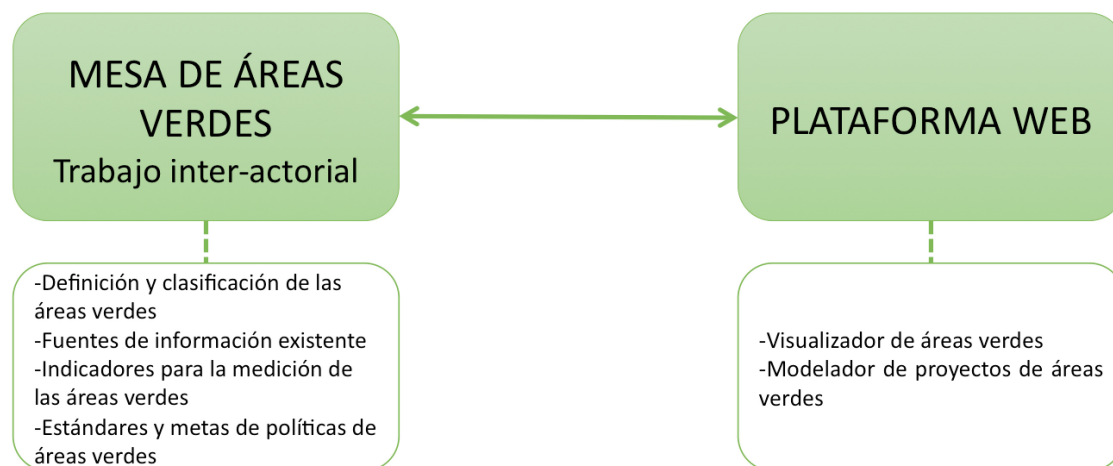 MESA DE ÁREAS
VERDES
Trabajo inter-actorial
PLATAFORMA WEB
-Definición y clasificación de las
áreas verdes
-Fuentes de información existente
-Indicadores para la medición de
las áreas verdes
-Estándares y metas de políticas de
áreas verdes
-Visualizador de áreas verdes
-Modelador de proyectos de áreas
verdes